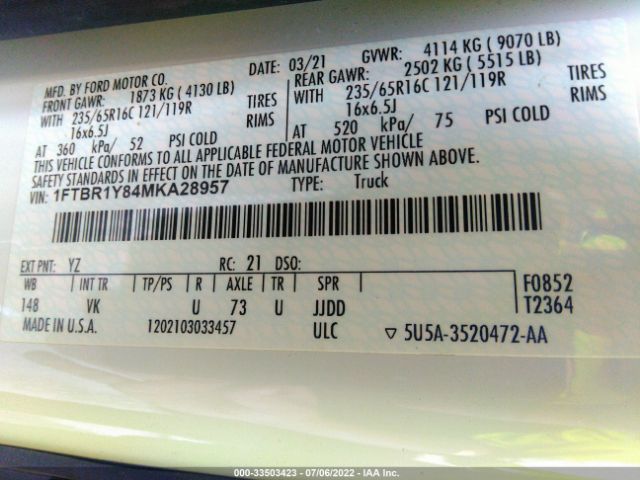 MFD. BY FORD MOTOR CO. DATE: 03/21 GVWR: 4114 KG ( 9070 LB)
FRONT GAWR: 1873 KG ( 4130 LB) REAR GAWR: 2502 KG ( 5515 LB)
WITH 235/65R16C 121/119R TIRES WITH 235/65R16C 121/119R TIRES
16x6.5J RIMS 16x6.5J RIMS
AT 360 kPa/ 52 PSI COLD AT 520 kPa/ 75 PSI COLD
THIS VEHICLE CONFORMS TO ALL APPLICABLE FEDERAL MOTOR VEHICLE
SAFETY STANDARDS IN EFFECT ON THE DATE OF MANUFACTURE SHOWN ABOVE.
VIN: 1FTBR1Y84MKA28957 TYPE: Truck
EXT PNT: YZ RC: 21 DSO:
WB INT TR TP/PS R AXLE TR SPR F0852
148 VK U 73 U JJDD T2364
MADE IN U.S.A. 1202103033457 ULC ▽ 5U5A-3520472-AA
000-33503423 - 07/06/2022 - IAA Inc.